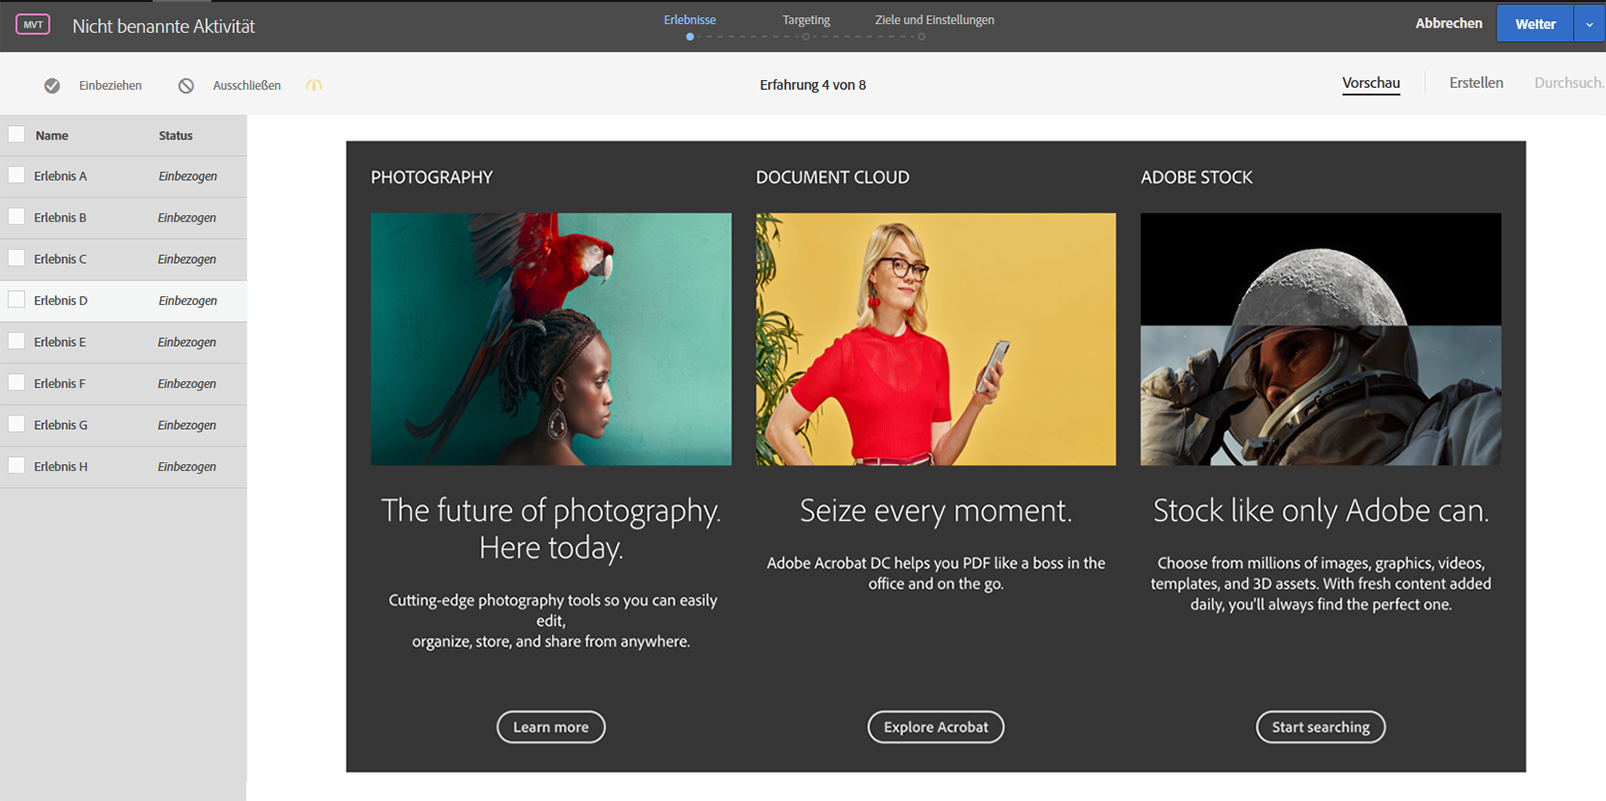 MVT
Nicht benannte Aktivität
Erlebnisse
Targeting
Ziele und Einstellungen
Abbrechen
Weiter
Einbeziehen
Ausschließen
Erfahrung 4 von 8
Vorschau
Erstellen
Durchsuch.
Name Status
Erlebnis A Einbezogen
Erlebnis B Einbezogen
Erlebnis C Einbezogen
Erlebnis D Einbezogen
Erlebnis E Einbezogen
Erlebnis F Einbezogen
Erlebnis G Einbezogen
Erlebnis H Einbezogen
PHOTOGRAPHY
The future of photography.
Here today.
Cutting-edge photography tools so you can easily
edit,
organize, store, and share from anywhere.
Learn more
DOCUMENT CLOUD
Seize every moment.
Adobe Acrobat DC helps you PDF like a boss in the
office and on the go.
Explore Acrobat
ADOBE STOCK
Stock like only Adobe can.
Choose from millions of images, graphics, videos,
templates, and 3D assets. With fresh content added
daily, you'll always find the perfect one.
Start searching